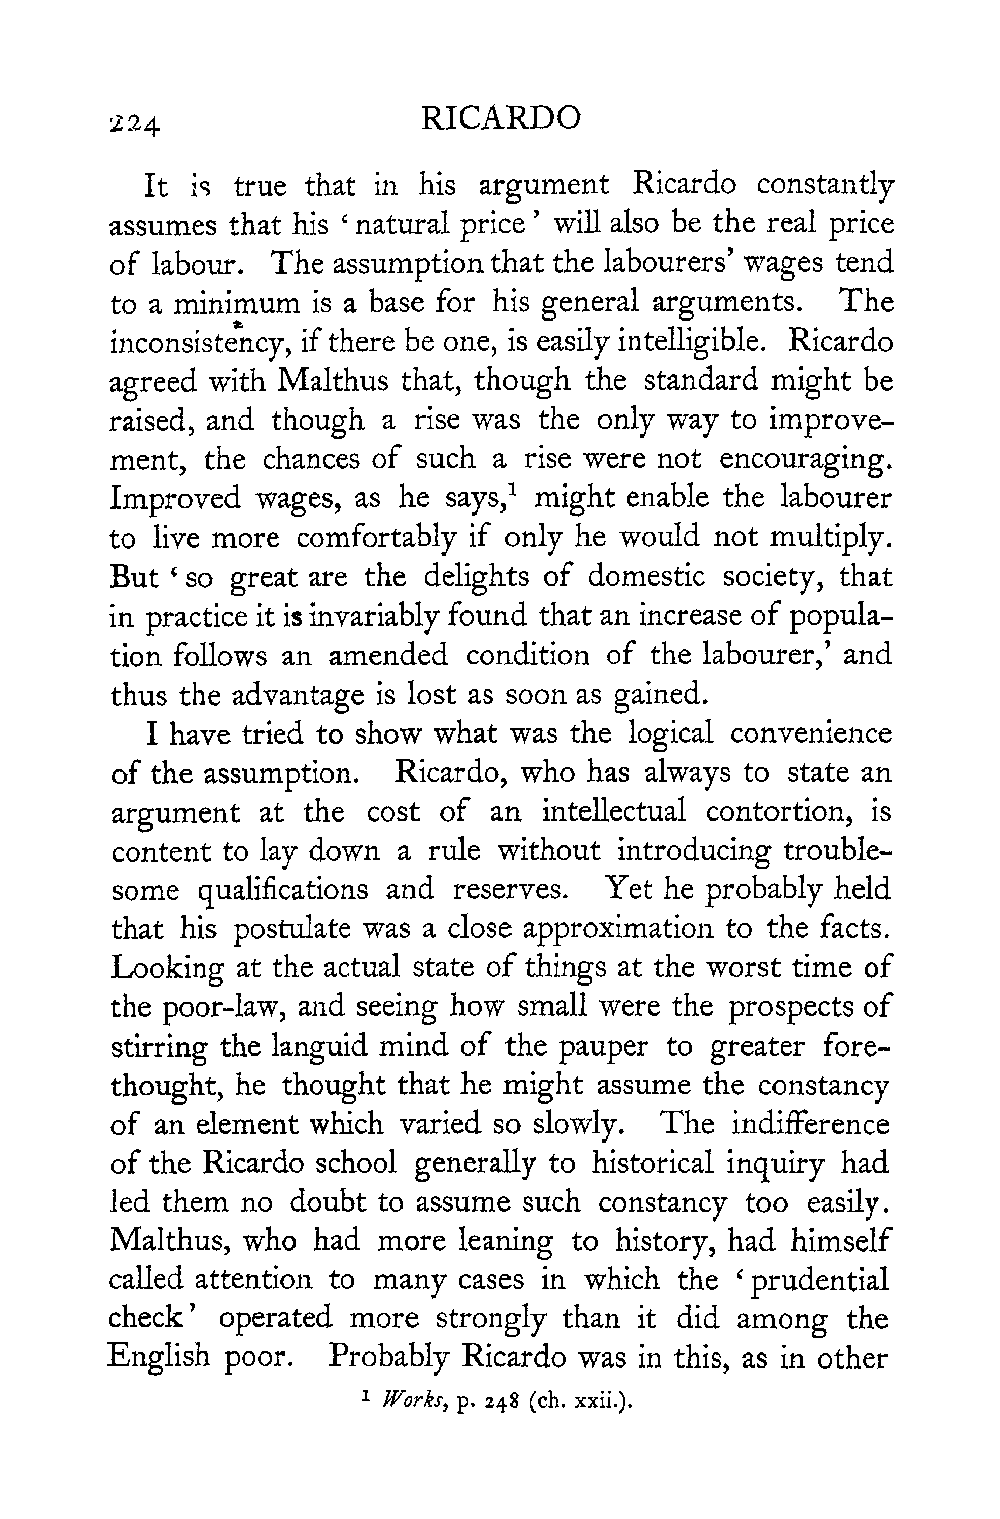 224 RICARDO
It is true that in his argument Ricardo constantly
assumes that his ‘natural price’ will also be the real price
of labour. The assumption that the labourers’ wages tend
to a minimum is a base for his general arguments. The
inconsistency, if there be one, is easily intelligible. Ricardo
agreed with Malthus that, though the standard might be
raised, and though a rise was the only way to improve-
ment, the chances of such a rise were not encouraging.
Improved wages, as he says,¹ might enable the labourer
to live more comfortably if only he would not multiply.
But ‘so great are the delights of domestic society, that
in practice it is invariably found that an increase of popula-
tion follows an amended condition of the labourer,’ and
thus the advantage is lost as soon as gained.
I have tried to show what was the logical convenience
of the assumption. Ricardo, who has always to state an
argument at the cost of an intellectual contortion, is
content to lay down a rule without introducing trouble-
some qualifications and reserves. Yet he probably held
that his postulate was a close approximation to the facts.
Looking at the actual state of things at the worst time of
the poor-law, and seeing how small were the prospects of
stirring the languid mind of the pauper to greater fore-
thought, he thought that he might assume the constancy
of an element which varied so slowly. The indifference
of the Ricardo school generally to historical inquiry had
led them no doubt to assume such constancy too easily.
Malthus, who had more leaning to history, had himself
called attention to many cases in which the ‘prudential
check’ operated more strongly than it did among the
English poor. Probably Ricardo was in this, as in other
¹ Works, p. 248 (ch. xxii.).